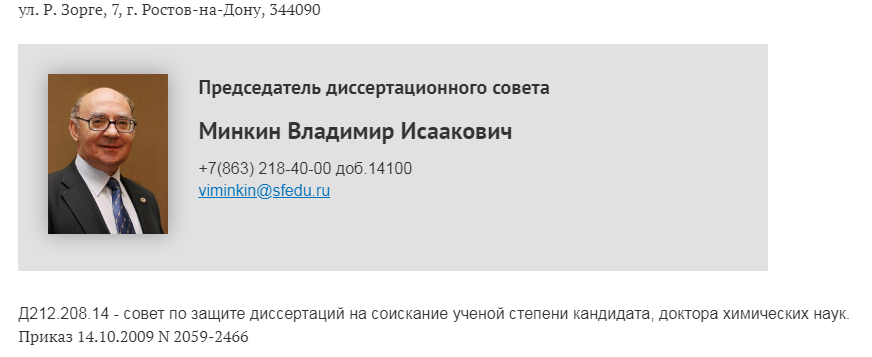 ул. Р. Зорге, 7, г. Ростов-на-Дону, 344090
Председатель диссертационного совета
Минкин Владимир Исаакович
+7(863) 218-40-00 доб.14100
viminkin@sfedu.ru
Д212.208.14 - совет по защите диссертаций на соискание ученой степени кандидата, доктора химических наук.
Приказ 14.10.2009 N 2059-2466